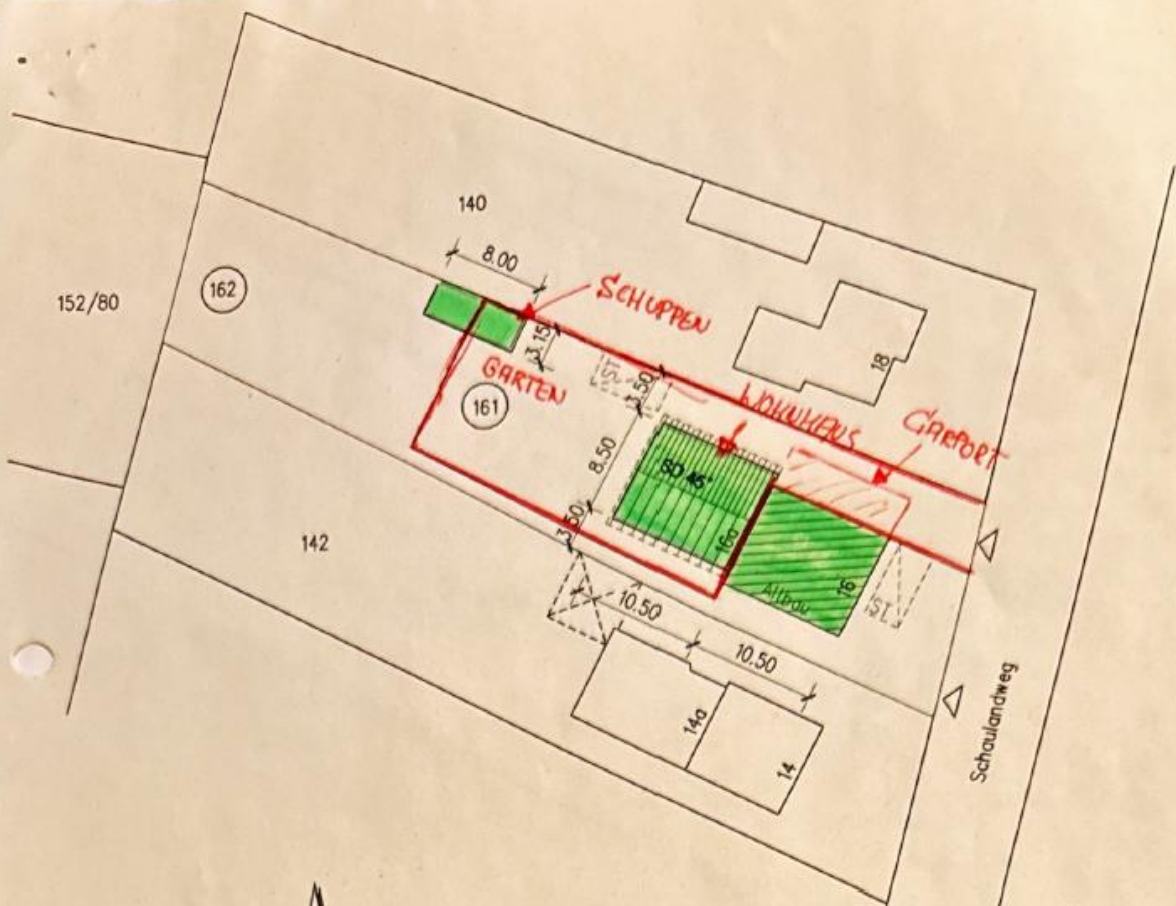 140
8.00
152/80
162
SCHUPPEN
3.15
ST
GARTEN
161
3.50
18
WOHNHAUS
CARPORT
8.50
SD 45°
3.50
16a
142
Altbau
16
ST
10.50
10.50
14a
14
Schaulandweg